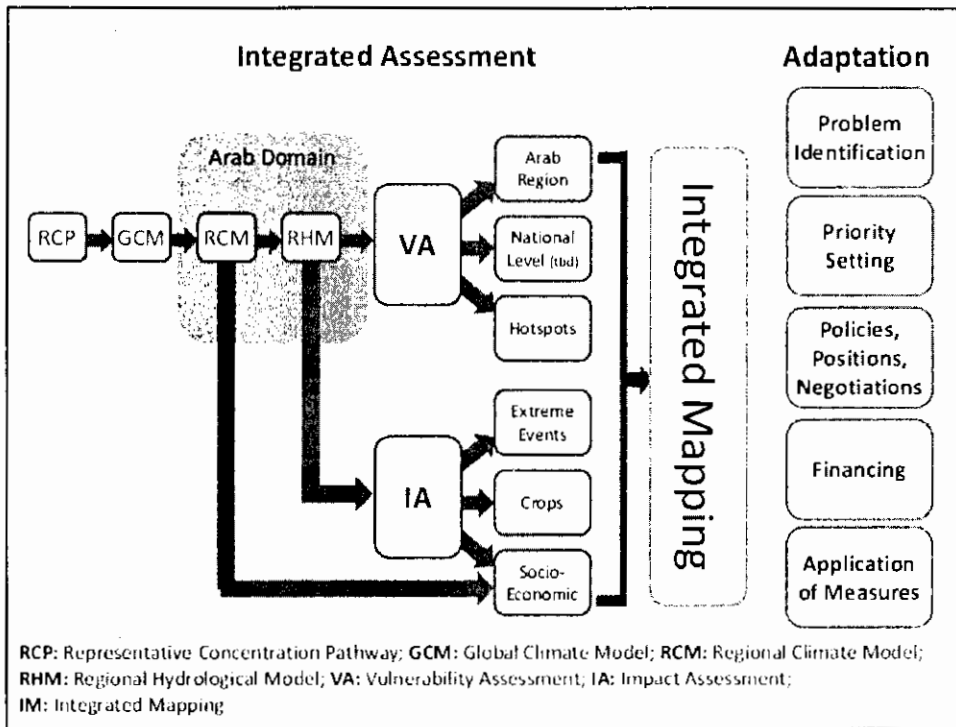 Integrated Assessment
Adaptation
Arab Domain
RCP
GCM
RCM
RHM
VA
IA
Arab
Region
National
Level (tbd)
Hotspots
Extreme
Events
Crops
Socio-
Economic
Integrated Mapping
Problem
Identification
Priority
Setting
Policies,
Positions,
Negotiations
Financing
Application
of Measures
RCP: Representative Concentration Pathway; GCM: Global Climate Model; RCM: Regional Climate Model;
RHM: Regional Hydrological Model; VA: Vulnerability Assessment; IA: Impact Assessment;
IM: Integrated Mapping